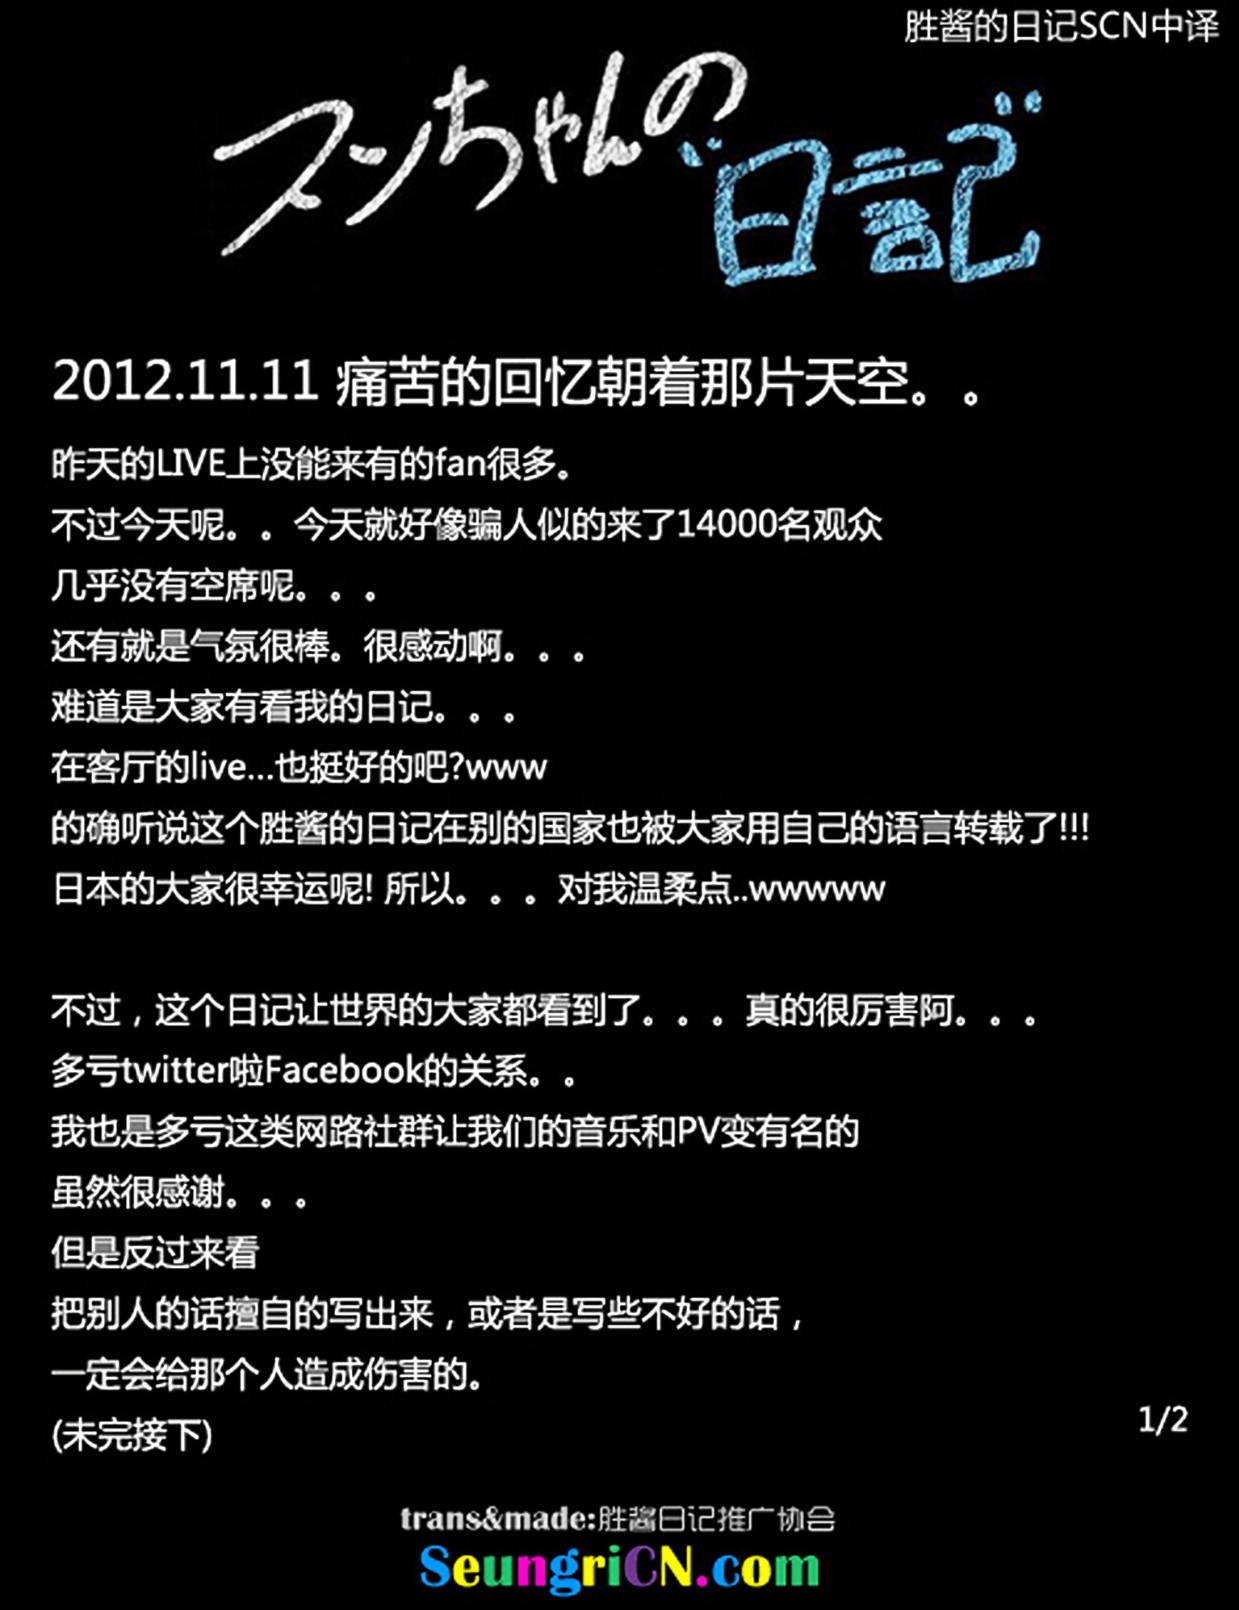 胜酱的日记SCN中译
スンちゃんの
日記
2012.11.11 痛苦的回忆朝着那片天空。。
昨天的LIVE上没能来有的fan很多。
不过今天呢。。今天就好像骗人似的来了14000名观众
几乎没有空席呢。。。
还有就是气氛很棒。很感动啊。。。
难道是大家有看我的日记。。。
在客厅的live...也挺好的吧?www
的确听说这个胜酱的日记在别的国家也被大家用自己的语言转载了!!!
日本的大家很幸运呢! 所以。。。对我温柔点..wwwww
不过，这个日记让世界的大家都看到了。。。真的很厉害阿。。。
多亏twitter啦Facebook的关系。。
我也是多亏这类网路社群让我们的音乐和PV变有名的
虽然很感谢。。。
但是反过来看
把别人的话擅自的写出来，或者是写些不好的话，
一定会给那个人造成伤害的。
(未完接下)
1/2
trans&made:胜酱日记推广协会
SeungriCN.com